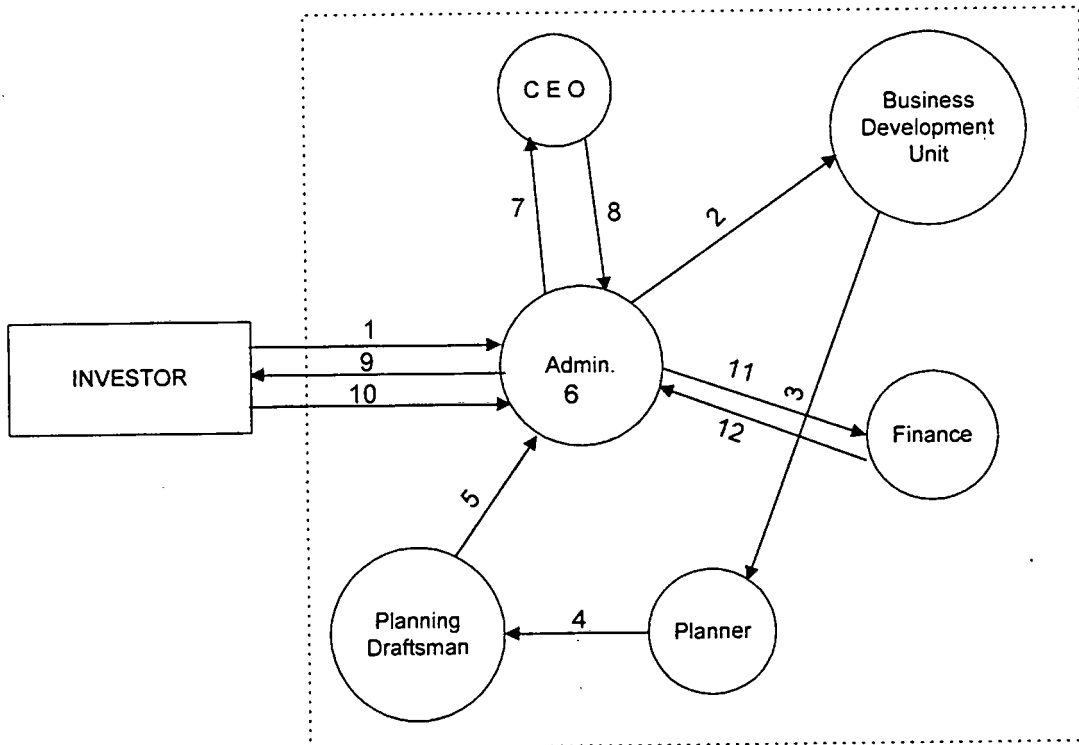 C E O
Business
Development
Unit
7
8
2
INVESTOR
1
9
10
Admin.
6
11
12
3
Finance
5
Planning
Draftsman
4
Planner